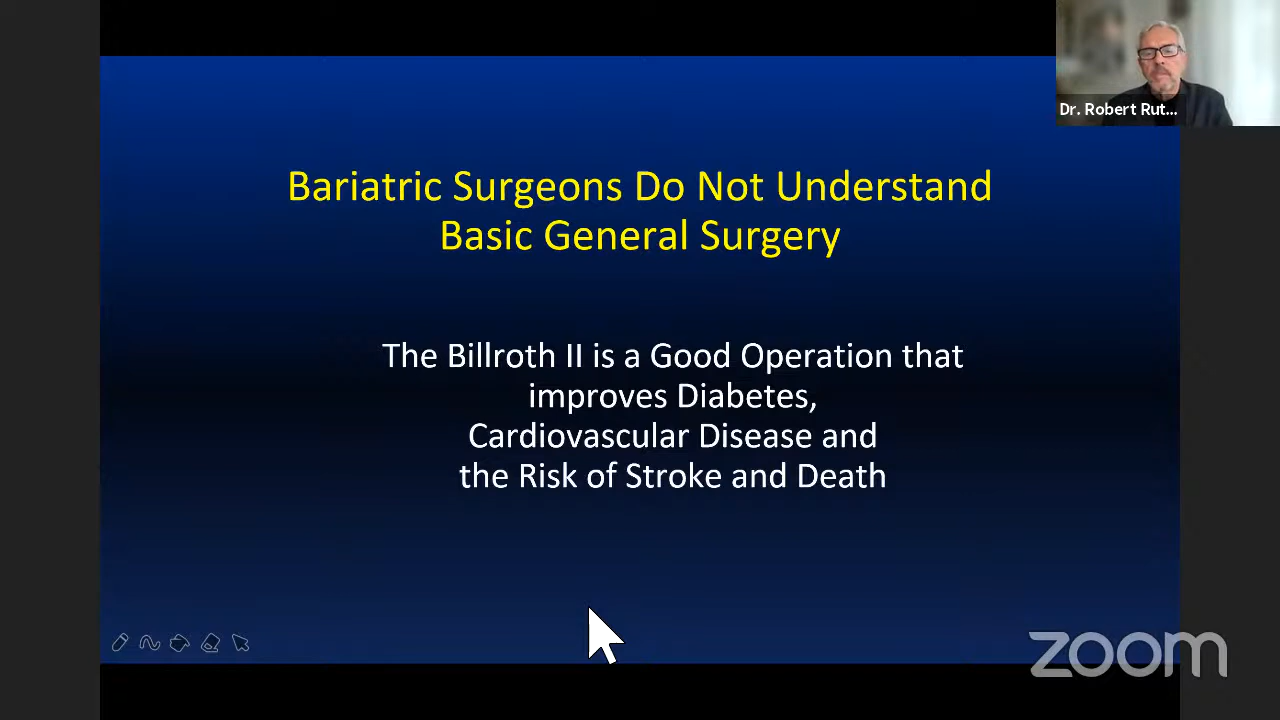 Dr. Robert Rut...
Bariatric Surgeons Do Not Understand
Basic General Surgery
The Billroth II is a Good Operation that
improves Diabetes,
Cardiovascular Disease and
the Risk of Stroke and Death
zoom